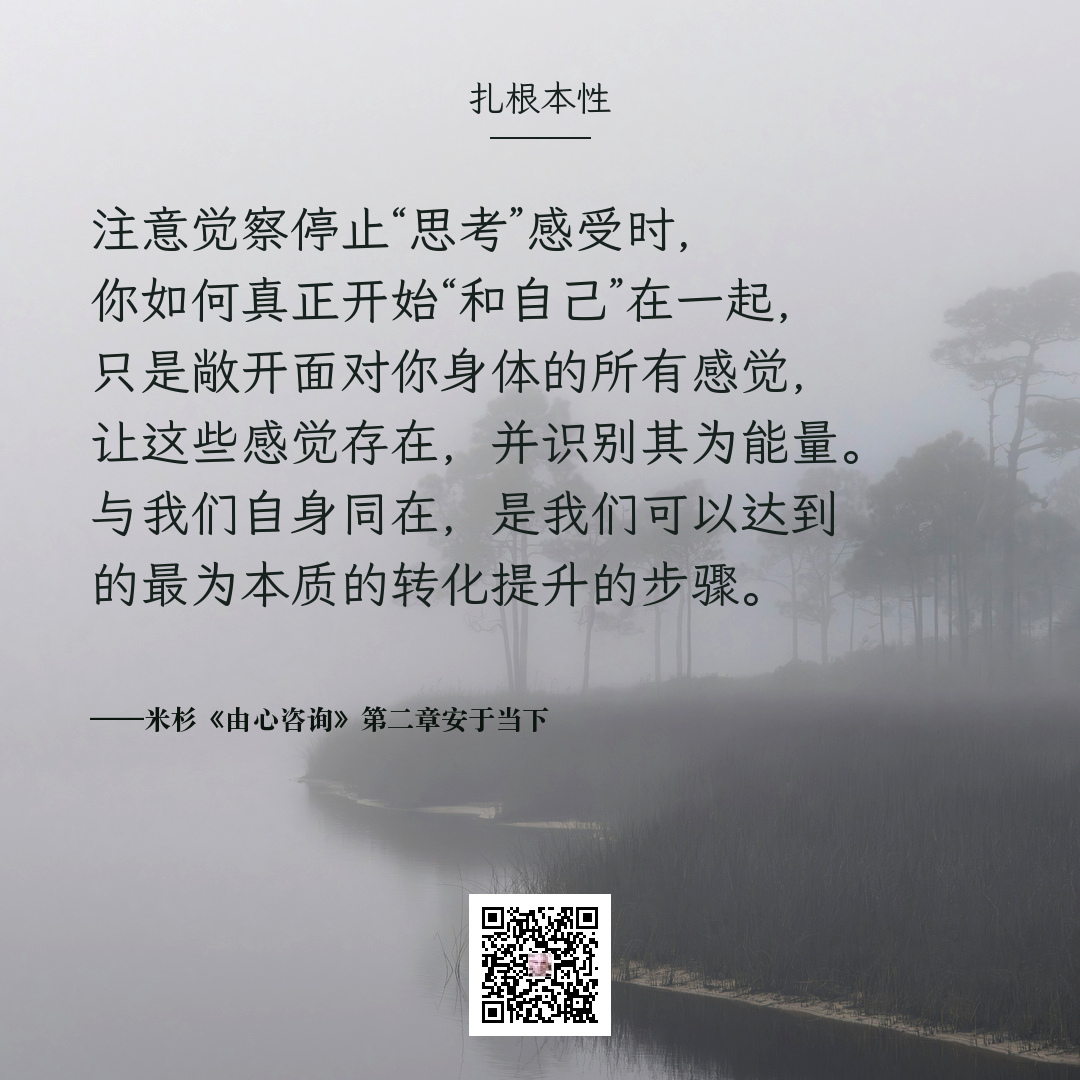 扎根本性
注意觉察停止“思考”感受时，
你如何真正开始“和自己”在一起，
只是敞开面对你身体的所有感觉，
让这些感觉存在，并识别其为能量。
与我们自身同在，是我们可以达到
的最为本质的转化提升的步骤。
——米杉《由心咨询》第二章安于当下